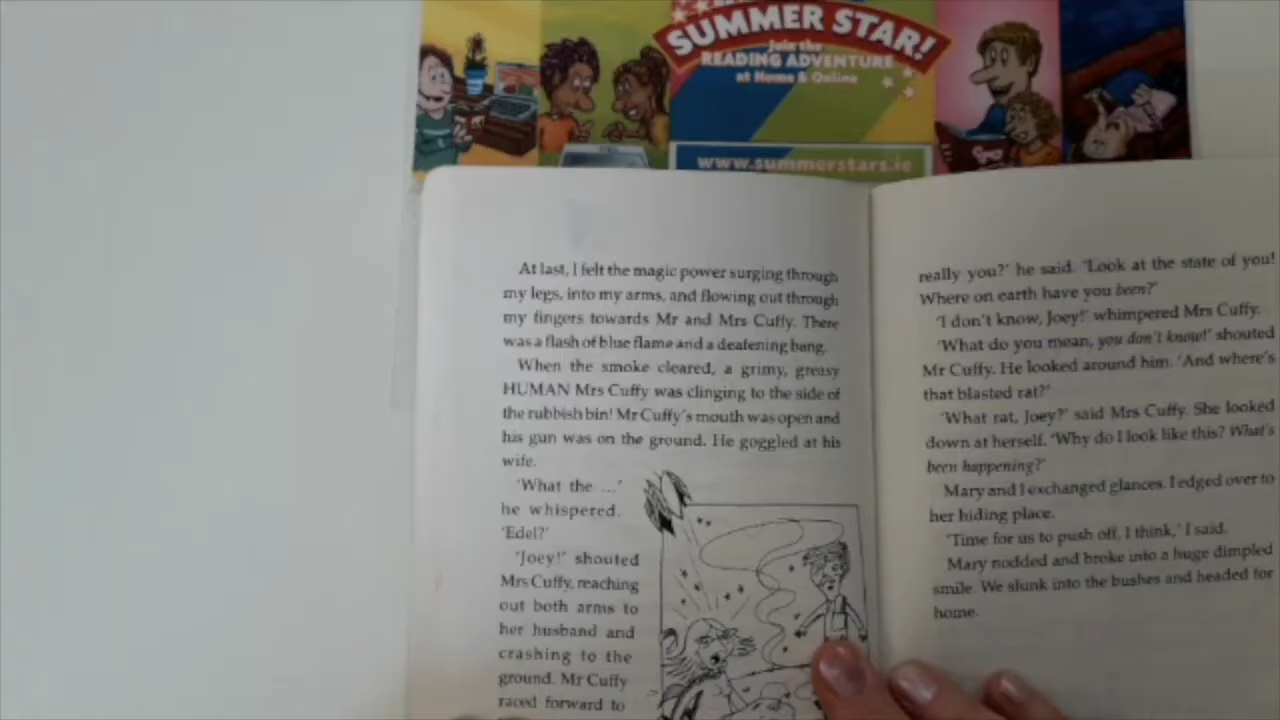 SUMMER STAR!
Join the
READING ADVENTURE
at Home & Online
www.summerstars.ie
At last, I felt the magic power surging through
my legs, into my arms, and flowing out through
my fingers towards Mr and Mrs Cuffy. There
was a flash of blue flame and a deafening bang.
When the smoke cleared, a grimy, greasy
HUMAN Mrs Cuffy was clinging to the side of
the rubbish bin! Mr Cuffy's mouth was open and
his gun was on the ground. He goggled at his
wife.
'What the ...'
he whispered.
'Edel?'
'Joey!' shouted
Mrs Cuffy, reaching
out both arms to
her husband and
crashing to the
ground. Mr Cuffy
raced forward to
really you?' he said. 'Look at the state of you!
Where on earth have you been?'
'I don't know, Joey!' whimpered Mrs Cuffy.
'What do you mean, you don't know!' shouted
Mr Cuffy. He looked around him. 'And where's
that blasted rat?'
'What rat, Joey?' said Mrs Cuffy. She looked
down at herself. 'Why do I look like this? What's
been happening?'
Mary and I exchanged glances. I edged over to
her hiding place.
'Time for us to push off, I think,' I said.
Mary nodded and broke into a huge dimpled
smile. We slunk into the bushes and headed for
home.